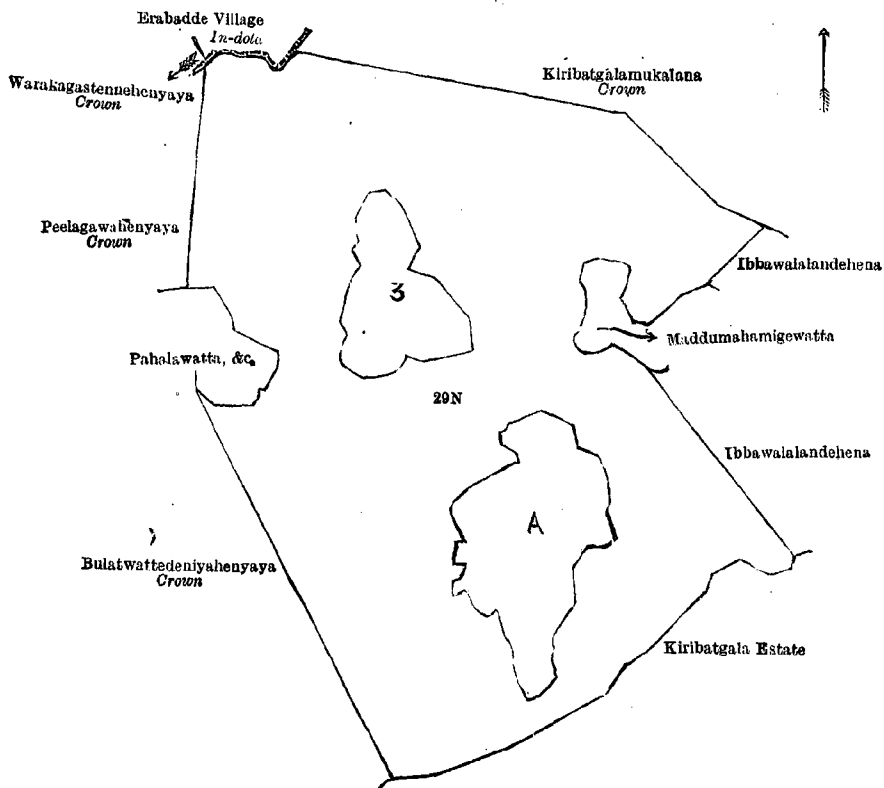 Erabadde Village
In-dola
Warakagastennehenyaya
Crown
Kiribatgalamukalana
Crown
Peelagawahenyaya
Crown
Ibbawalalandehena
3
Maddumahamigewatta
Pahalawatta, &c.
29N
Ibbawalalandehena
A
Bulatwattedeniyahenyaya
Crown
Kiribatgala Estate